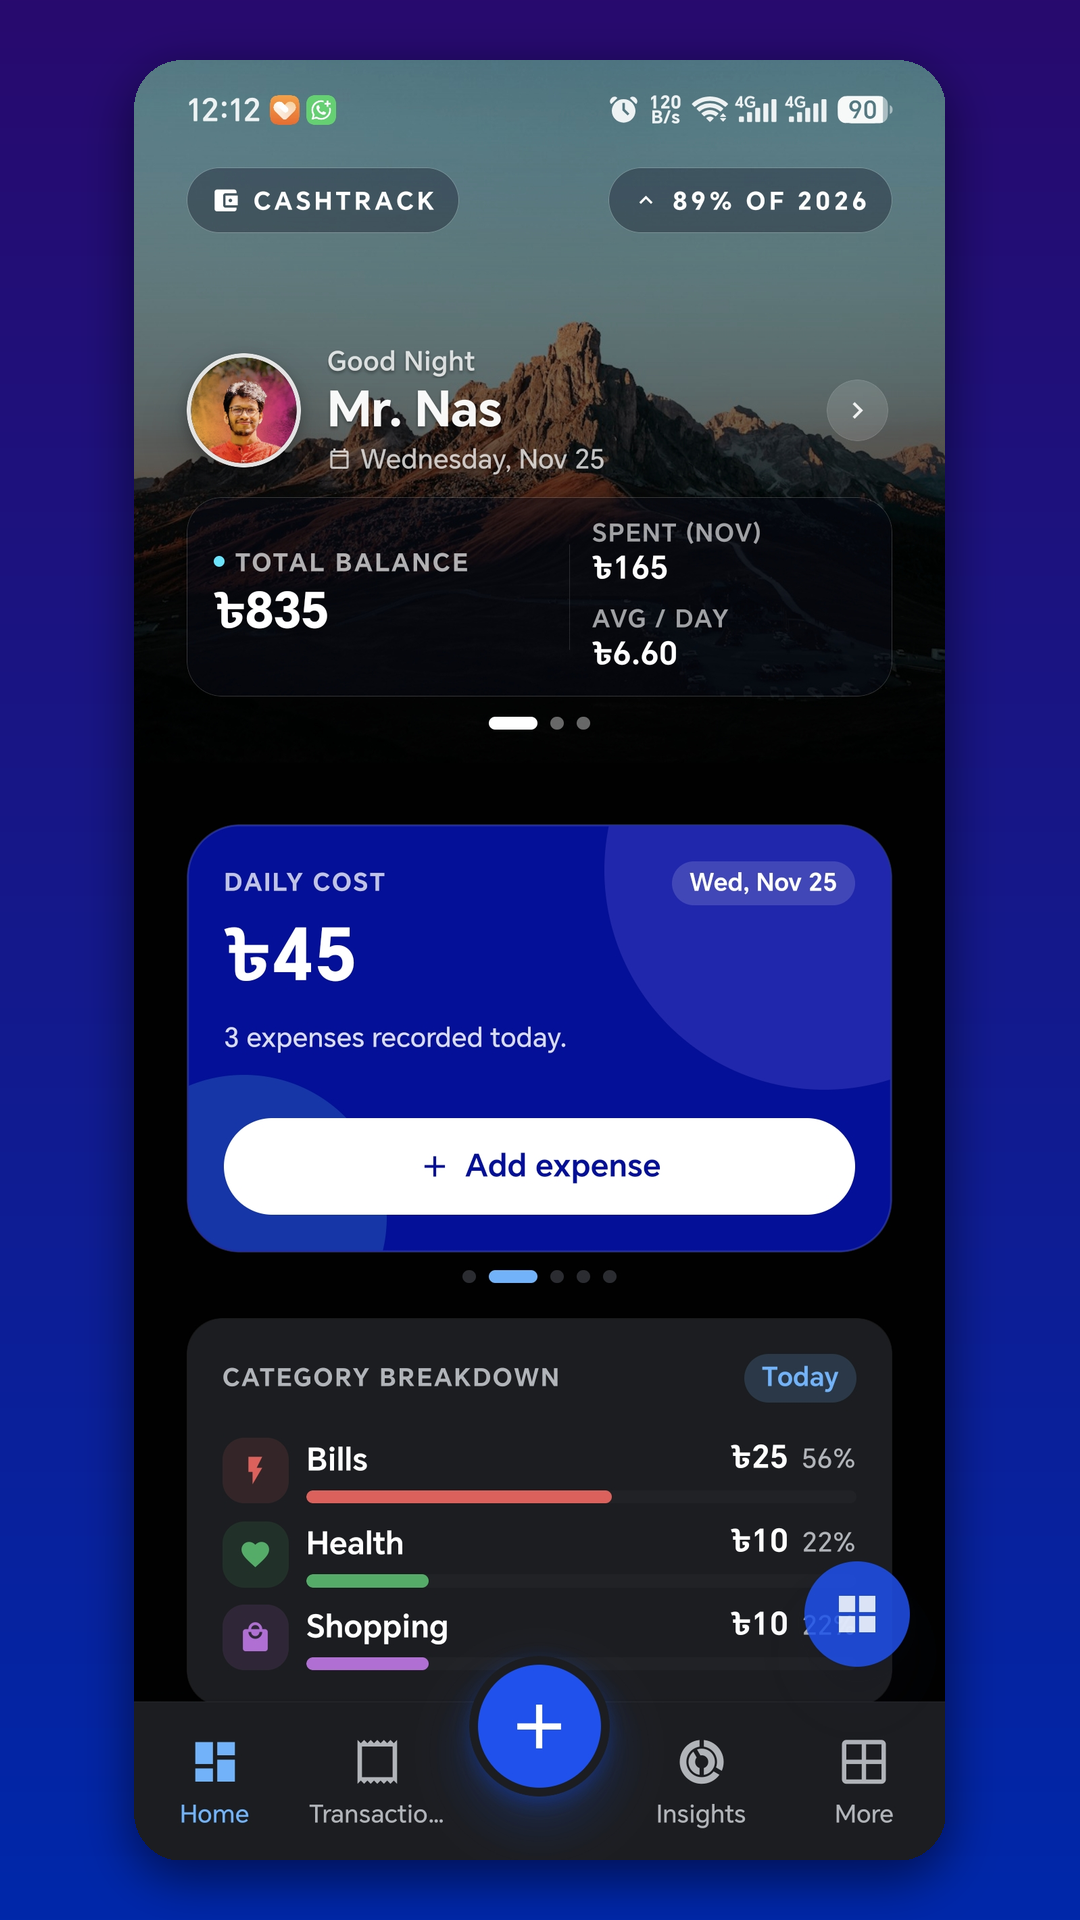 12:12 120 B/s 4G 4G 90
CASHTRACK 89% OF 2026
Good Night
Mr. Nas
Wednesday, Nov 25
TOTAL BALANCE
৳835
SPENT (NOV)
৳165
AVG / DAY
৳6.60
DAILY COST Wed, Nov 25
৳45
3 expenses recorded today.
+ Add expense
CATEGORY BREAKDOWN Today
Bills ৳25 56%
Health ৳10 22%
Shopping ৳10 22%
Home Transactio... Insights More